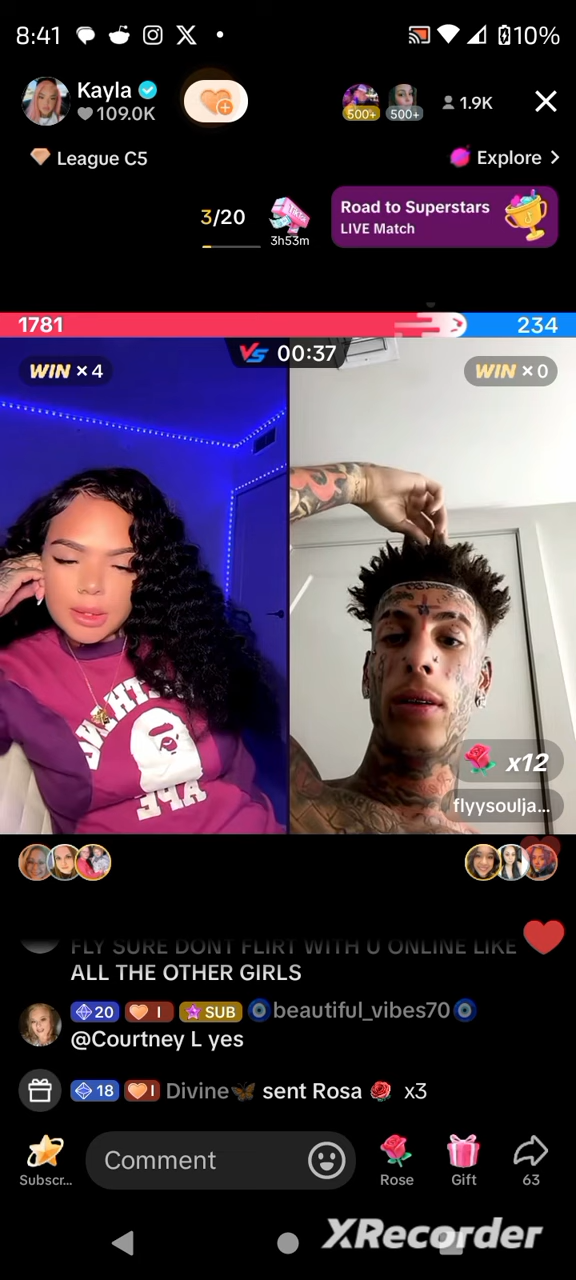 8:41
10%
Kayla
109.0K
500+
500+
1.9K
League C5
Explore
3/20
3h53m
Road to Superstars
LIVE Match
1781
234
VS 00:37
WIN × 4
WIN × 0
APE
x12
flyysoulja...
FLY SURE DONT FLIRT WITH U ONLINE LIKE
ALL THE OTHER GIRLS
20 I SUB beautiful_vibes70
@Courtney L yes
18 I Divine sent Rosa x3
Comment
Subscr...
Rose
Gift
63
XRecorder